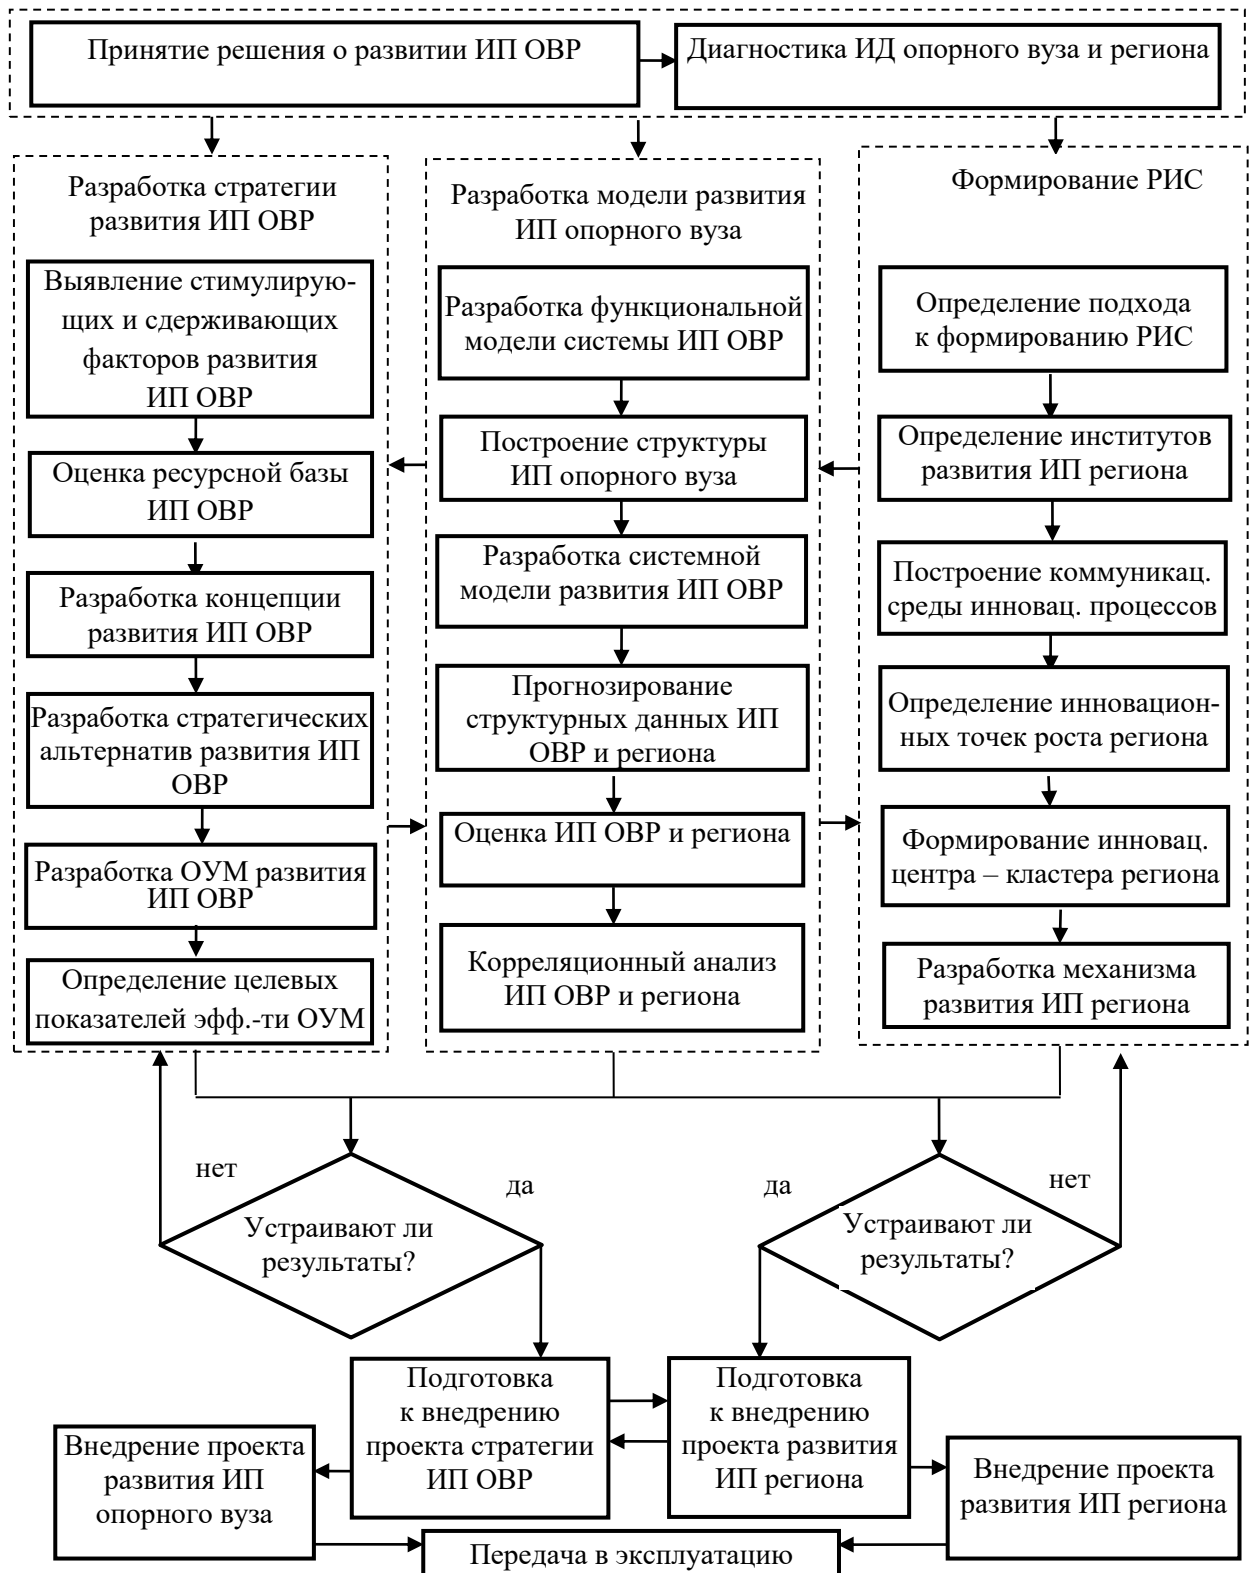 Принятие решения о развитии ИП ОВР
Диагностика ИД опорного вуза и региона
Разработка стратегии
развития ИП ОВР
Выявление стимулирую-
щих и сдерживающих
факторов развития
ИП ОВР
Оценка ресурсной базы
ИП ОВР
Разработка концепции
развития ИП ОВР
Разработка стратегических
альтернатив развития ИП
ОВР
Разработка ОУМ развития
ИП ОВР
Определение целевых
показателей эфф.-ти ОУМ
Разработка модели развития
ИП опорного вуза
Разработка функциональной
модели системы ИП ОВР
Построение структуры
ИП опорного вуза
Разработка системной
модели развития ИП ОВР
Прогнозирование
структурных данных ИП
ОВР и региона
Оценка ИП ОВР и региона
Корреляционный анализ
ИП ОВР и региона
Формирование РИС
Определение подхода
к формированию РИС
Определение институтов
развития ИП региона
Построение коммуникац.
среды инновац. процессов
Определение инновацион-
ных точек роста региона
Формирование инновац.
центра – кластера региона
Разработка механизма
развития ИП региона
нет
да
Устраивают ли
результаты?
да
нет
Устраивают ли
результаты?
Подготовка
к внедрению
проекта стратегии
ИП ОВР
Подготовка
к внедрению
проекта развития
ИП региона
Внедрение проекта
развития ИП
опорного вуза
Внедрение проекта
развития ИП региона
Передача в эксплуатацию